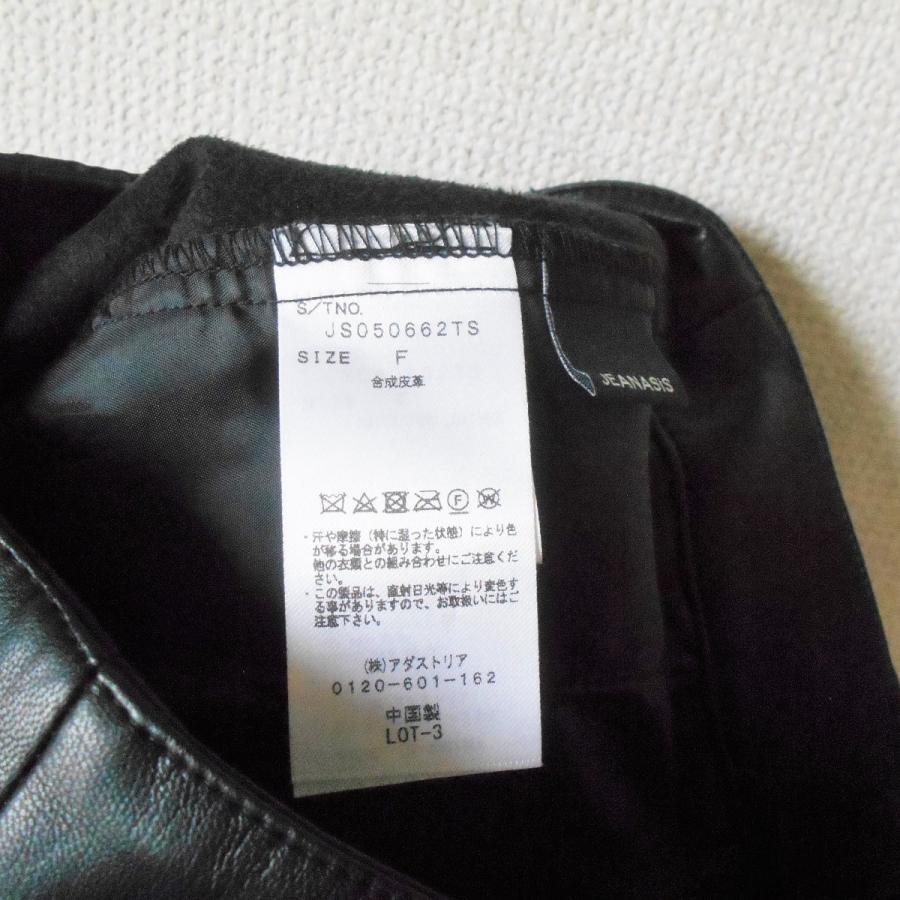 S/TNO.
JS050662TS
SIZE F
合成皮革
F
W
・汗や摩擦（特に湿った状態）により色
が移る場合があります。
他の衣類との組み合わせにご注意くだ
さい。
・この製品は、直射日光等により変色す
る事がありますので、お取扱いにはご
注意下さい。
(株)アダストリア
0120-601-162
中国製
LOT-3
JEANASIS